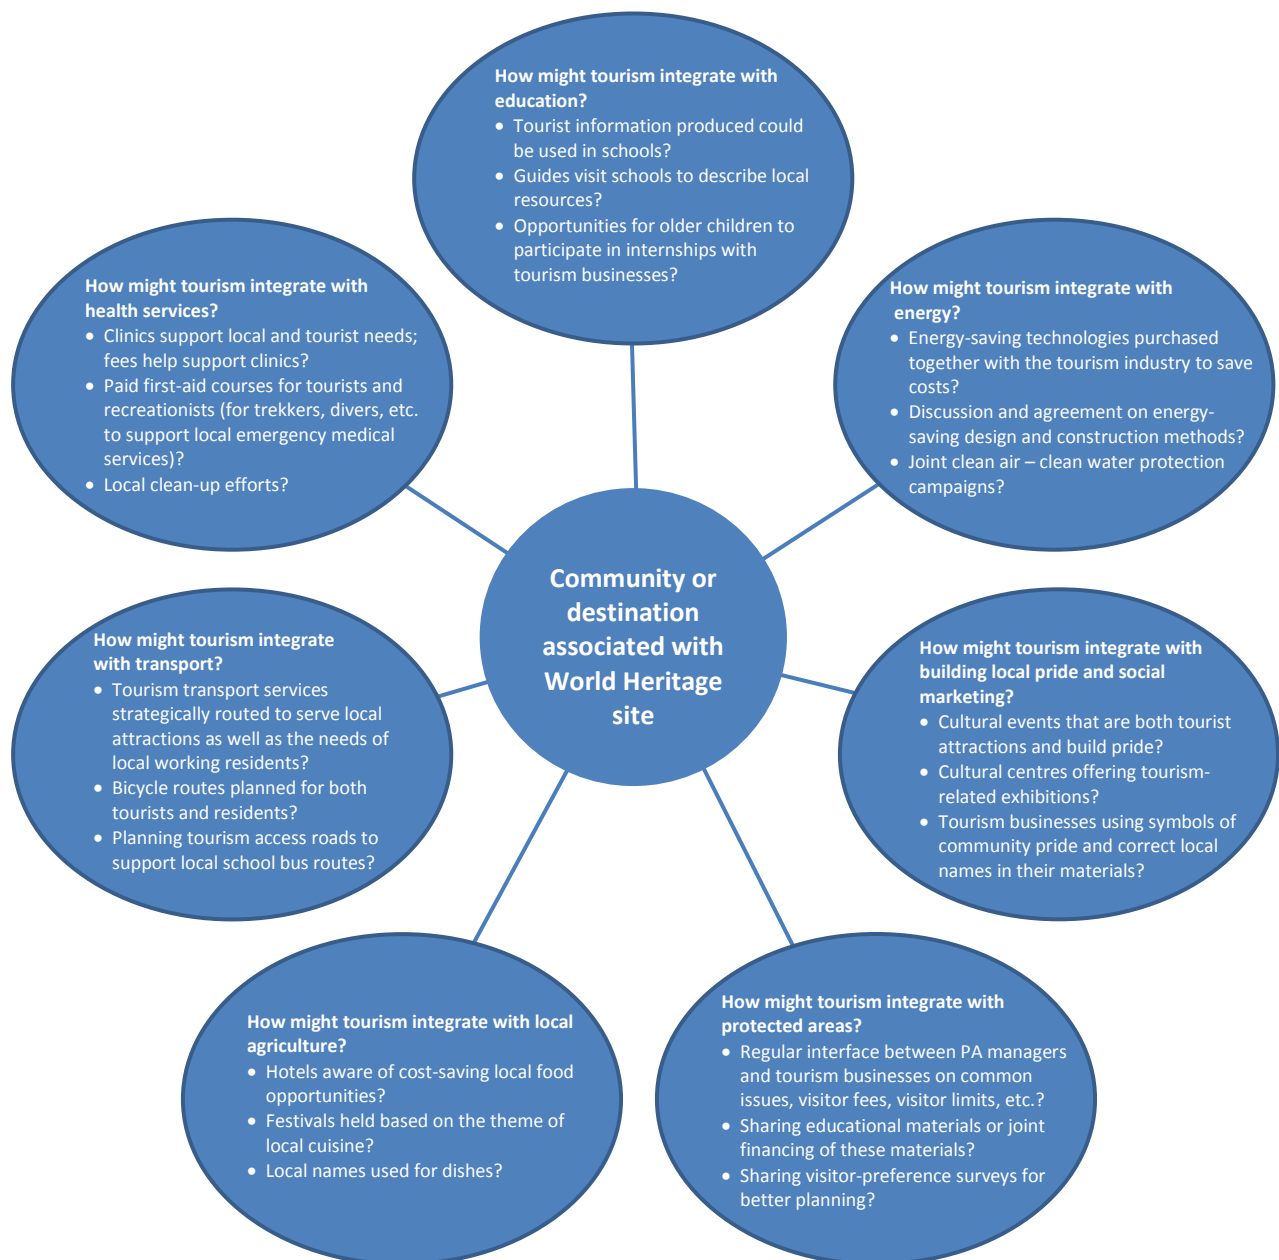 How might tourism integrate with
education?
• Tourist information produced could
be used in schools?
• Guides visit schools to describe local
resources?
• Opportunities for older children to
participate in internships with
tourism businesses?
How might tourism integrate with
health services?
• Clinics support local and tourist needs;
fees help support clinics?
• Paid first-aid courses for tourists and
recreationists (for trekkers, divers, etc.
to support local emergency medical
services)?
• Local clean-up efforts?
How might tourism integrate with
energy?
• Energy-saving technologies purchased
together with the tourism industry to save
costs?
• Discussion and agreement on energy-
saving design and construction methods?
• Joint clean air – clean water protection
campaigns?
Community or
destination
associated with
World Heritage
site
How might tourism integrate
with transport?
• Tourism transport services
strategically routed to serve local
attractions as well as the needs of
local working residents?
• Bicycle routes planned for both
tourists and residents?
• Planning tourism access roads to
support local school bus routes?
How might tourism integrate with
building local pride and social
marketing?
• Cultural events that are both tourist
attractions and build pride?
• Cultural centres offering tourism-
related exhibitions?
• Tourism businesses using symbols of
community pride and correct local
names in their materials?
How might tourism integrate with local
agriculture?
• Hotels aware of cost-saving local food
opportunities?
• Festivals held based on the theme of
local cuisine?
• Local names used for dishes?
How might tourism integrate with
protected areas?
• Regular interface between PA managers
and tourism businesses on common
issues, visitor fees, visitor limits, etc.?
• Sharing educational materials or joint
financing of these materials?
• Sharing visitor-preference surveys for
better planning?